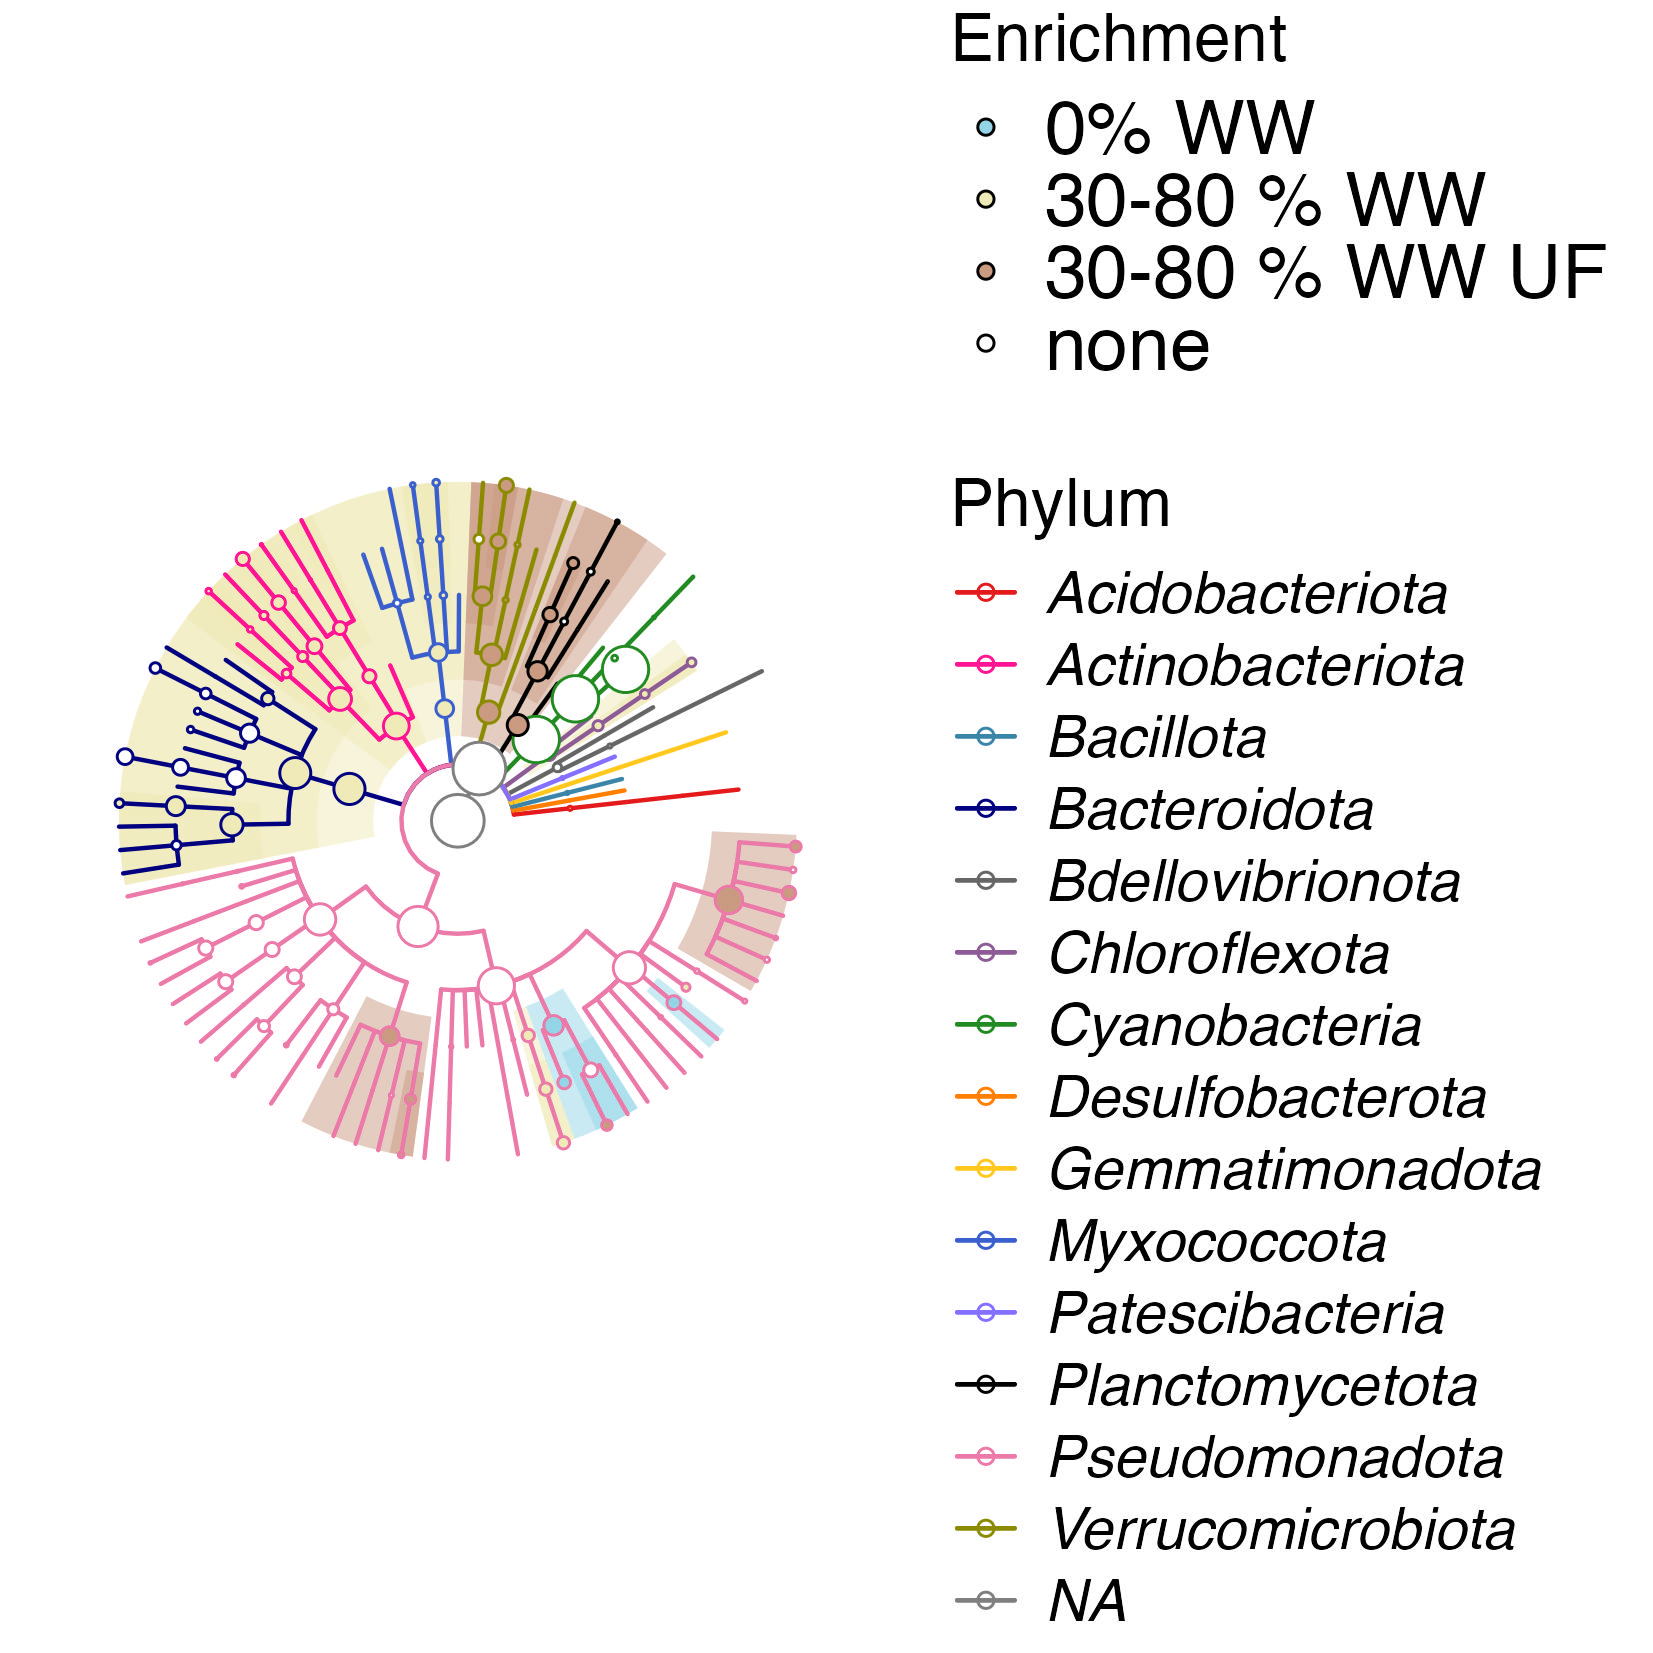 Enrichment
0% WW
30-80 % WW
30-80 % WW UF
none
Phylum
Acidobacteriota
Actinobacteriota
Bacillota
Bacteroidota
Bdellovibrionota
Chloroflexota
Cyanobacteria
Desulfobacterota
Gemmatimonadota
Myxococcota
Patescibacteria
Planctomycetota
Pseudomonadota
Verrucomicrobiota
NA